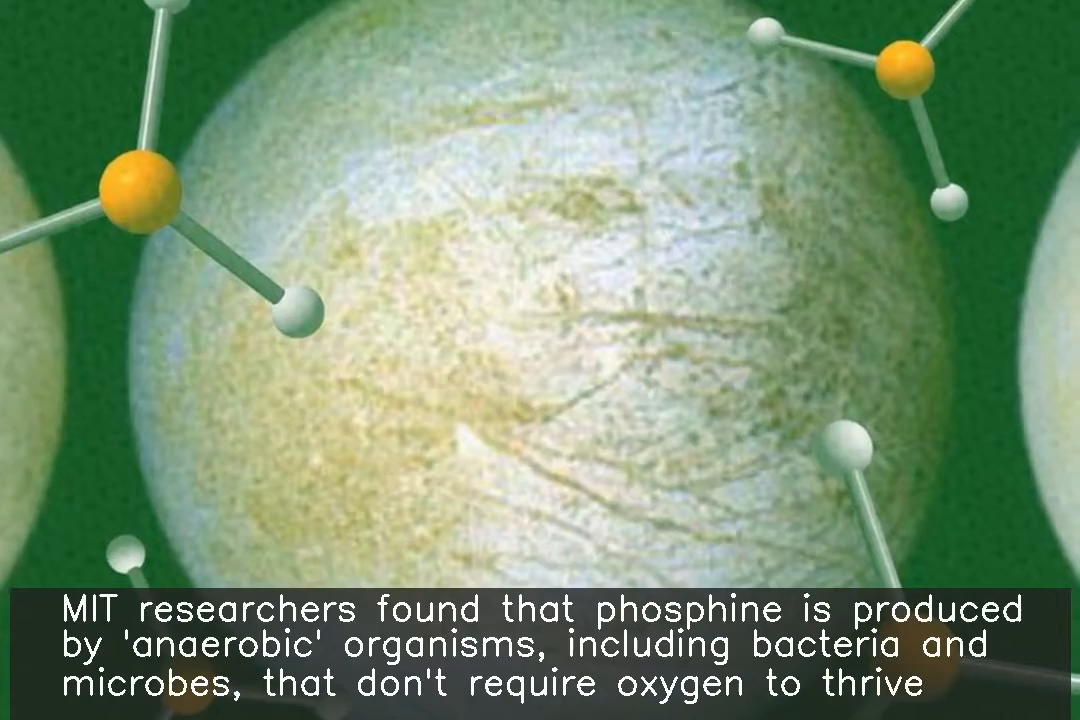 MIT researchers found that phosphine is produced
by 'anaerobic' organisms, including bacteria and
microbes, that don't require oxygen to thrive